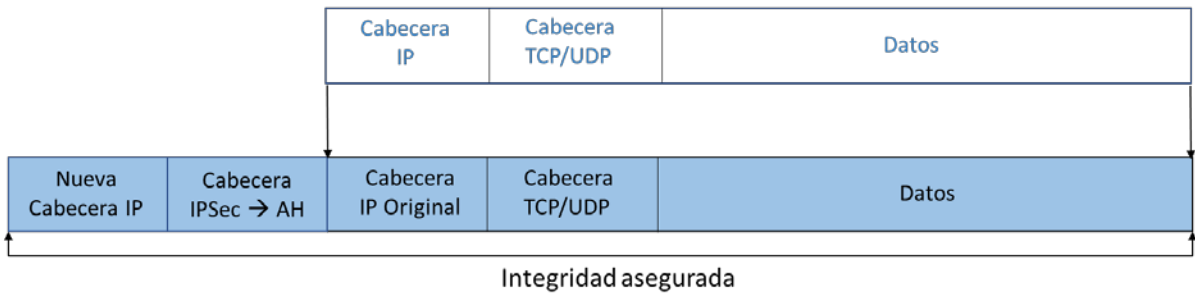 Cabecera
IP
Cabecera
TCP/UDP
Datos
Nueva
Cabecera IP
Cabecera
IPSec → AH
Cabecera
IP Original
Cabecera
TCP/UDP
Datos
Integridad asegurada